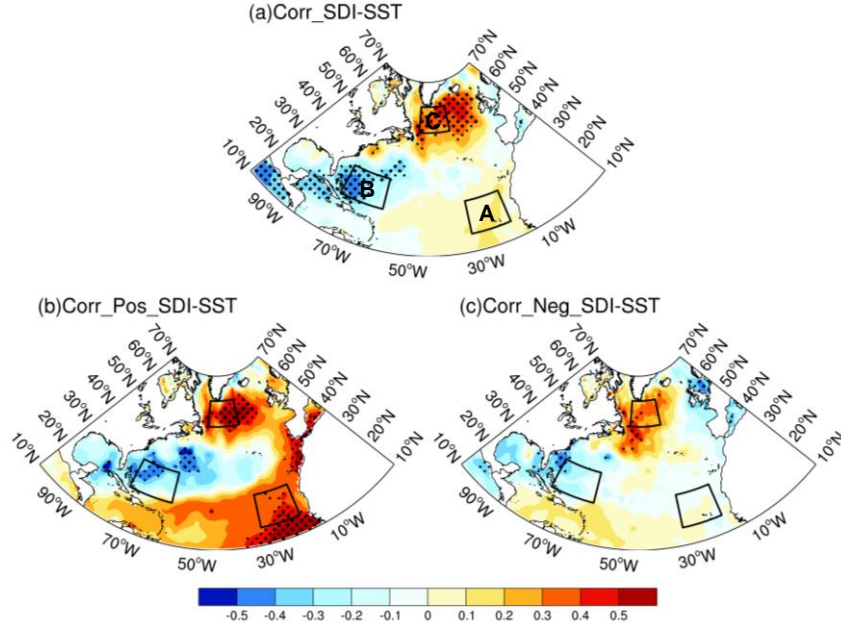 (a)Corr_SDI-SST
70°N
60°N
50°N
40°N
30°N
20°N
10°N
70°N
60°N
50°N
40°N
30°N
20°N
10°N
90°W
70°W
50°W
30°W
10°W
C
B
A
(b)Corr_Pos_SDI-SST
70°N
60°N
50°N
40°N
30°N
20°N
10°N
70°N
60°N
50°N
40°N
30°N
20°N
10°N
90°W
70°W
50°W
30°W
10°W
(c)Corr_Neg_SDI-SST
70°N
60°N
50°N
40°N
30°N
20°N
10°N
70°N
60°N
50°N
40°N
30°N
20°N
10°N
90°W
70°W
50°W
30°W
10°W
-0.5 -0.4 -0.3 -0.2 -0.1 0 0.1 0.2 0.3 0.4 0.5